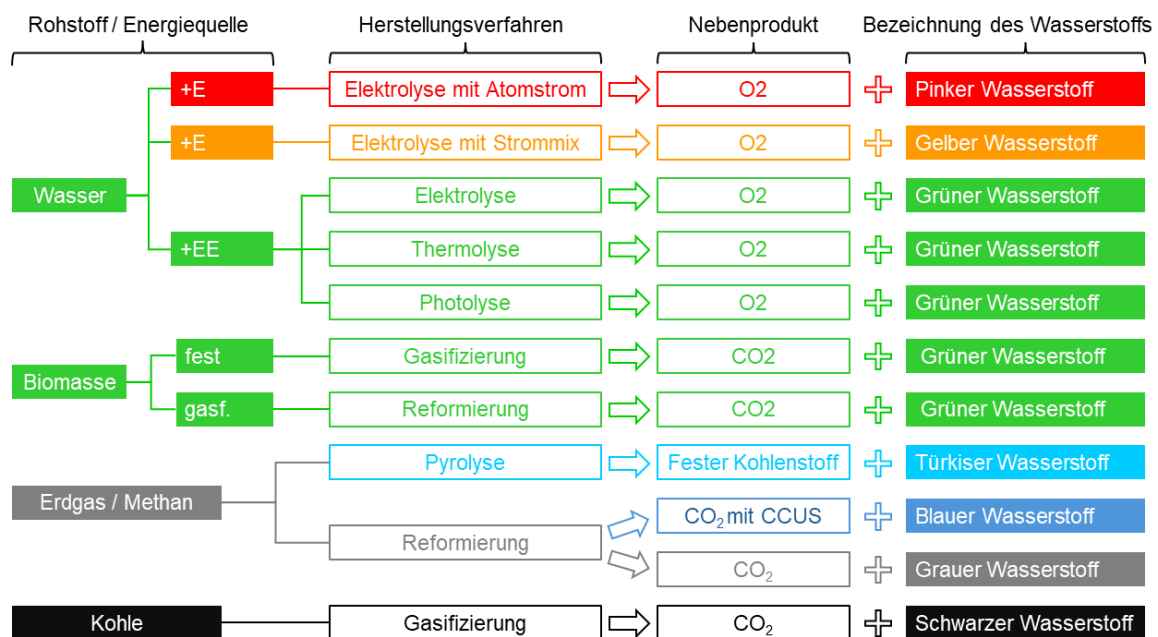 Rohstoff / Energiequelle Herstellungsverfahren Nebenprodukt Bezeichnung des Wasserstoffs
+E Elektrolyse mit Atomstrom O2 Pinker Wasserstoff
+E Elektrolyse mit Strommix O2 Gelber Wasserstoff
Wasser Elektrolyse O2 Grüner Wasserstoff
+EE Thermolyse O2 Grüner Wasserstoff
Photolyse O2 Grüner Wasserstoff
fest Gasifizierung CO2 Grüner Wasserstoff
Biomasse
gasf. Reformierung CO2 Grüner Wasserstoff
Pyrolyse Fester Kohlenstoff Türkiser Wasserstoff
Erdgas / Methan CO₂ mit CCUS Blauer Wasserstoff
Reformierung
CO₂ Grauer Wasserstoff
Kohle Gasifizierung CO₂ Schwarzer Wasserstoff